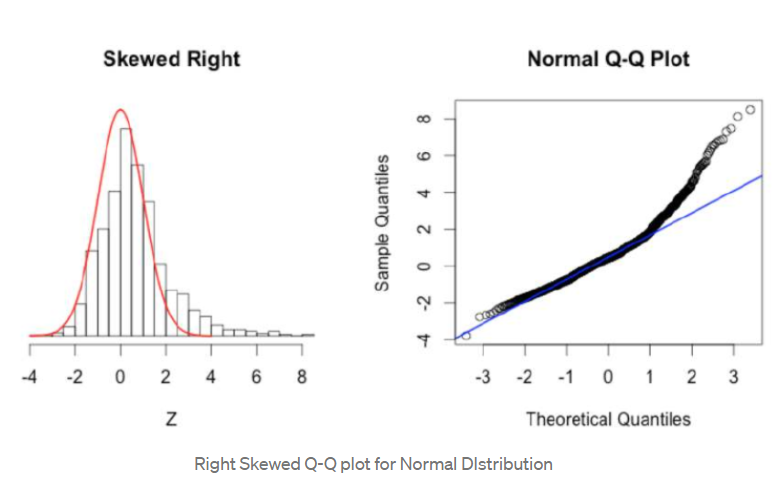 Skewed Right
Normal Q-Q Plot
-4 -2 0 2 4 6 8
Z
Sample Quantiles
8
6
4
2
0
-2
-4
-3 -2 -1 0 1 2 3
Theoretical Quantiles
Right Skewed Q-Q plot for Normal DIstribution